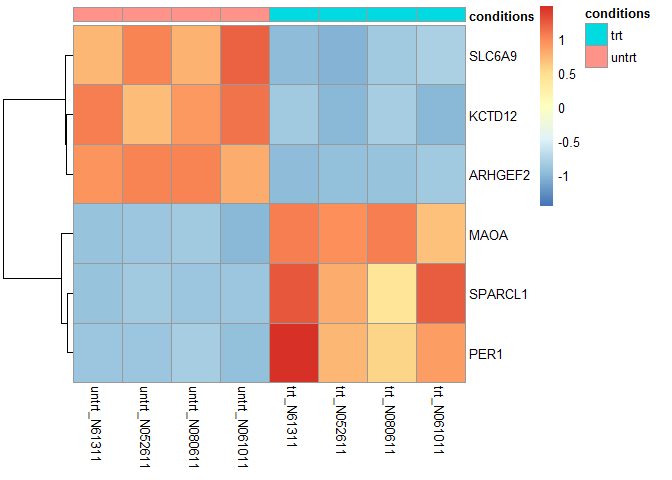 conditions
SLC6A9
KCTD12
ARHGEF2
MAOA
SPARCL1
PER1
untrt_N61311
untrt_N052611
untrt_N080611
untrt_N061011
trt_N61311
trt_N052611
trt_N080611
trt_N061011
1
0.5
0
-0.5
-1
conditions
trt
untrt